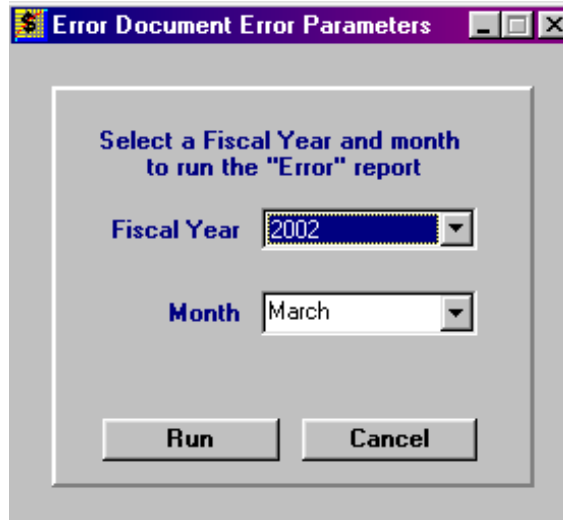 Error Document Error Parameters
Select a Fiscal Year and month
to run the "Error" report
Fiscal Year 2002
Month March
Run Cancel